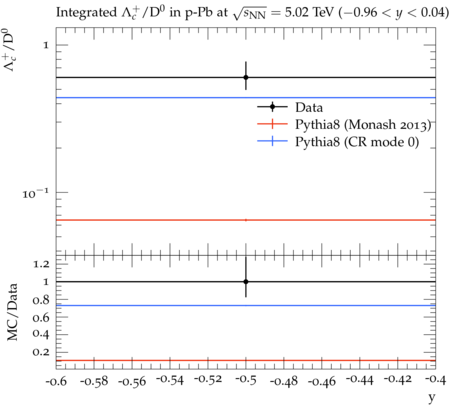 Integrated Λc+/D0 in p-Pb at √sNN = 5.02 TeV (−0.96 < y < 0.04)
Λc+/D0
1
10−1
Data
Pythia8 (Monash 2013)
Pythia8 (CR mode 0)
MC/Data
1.2
1
0.8
0.6
0.4
0.2
-0.6 -0.58 -0.56 -0.54 -0.52 -0.5 -0.48 -0.46 -0.44 -0.42 -0.4
y